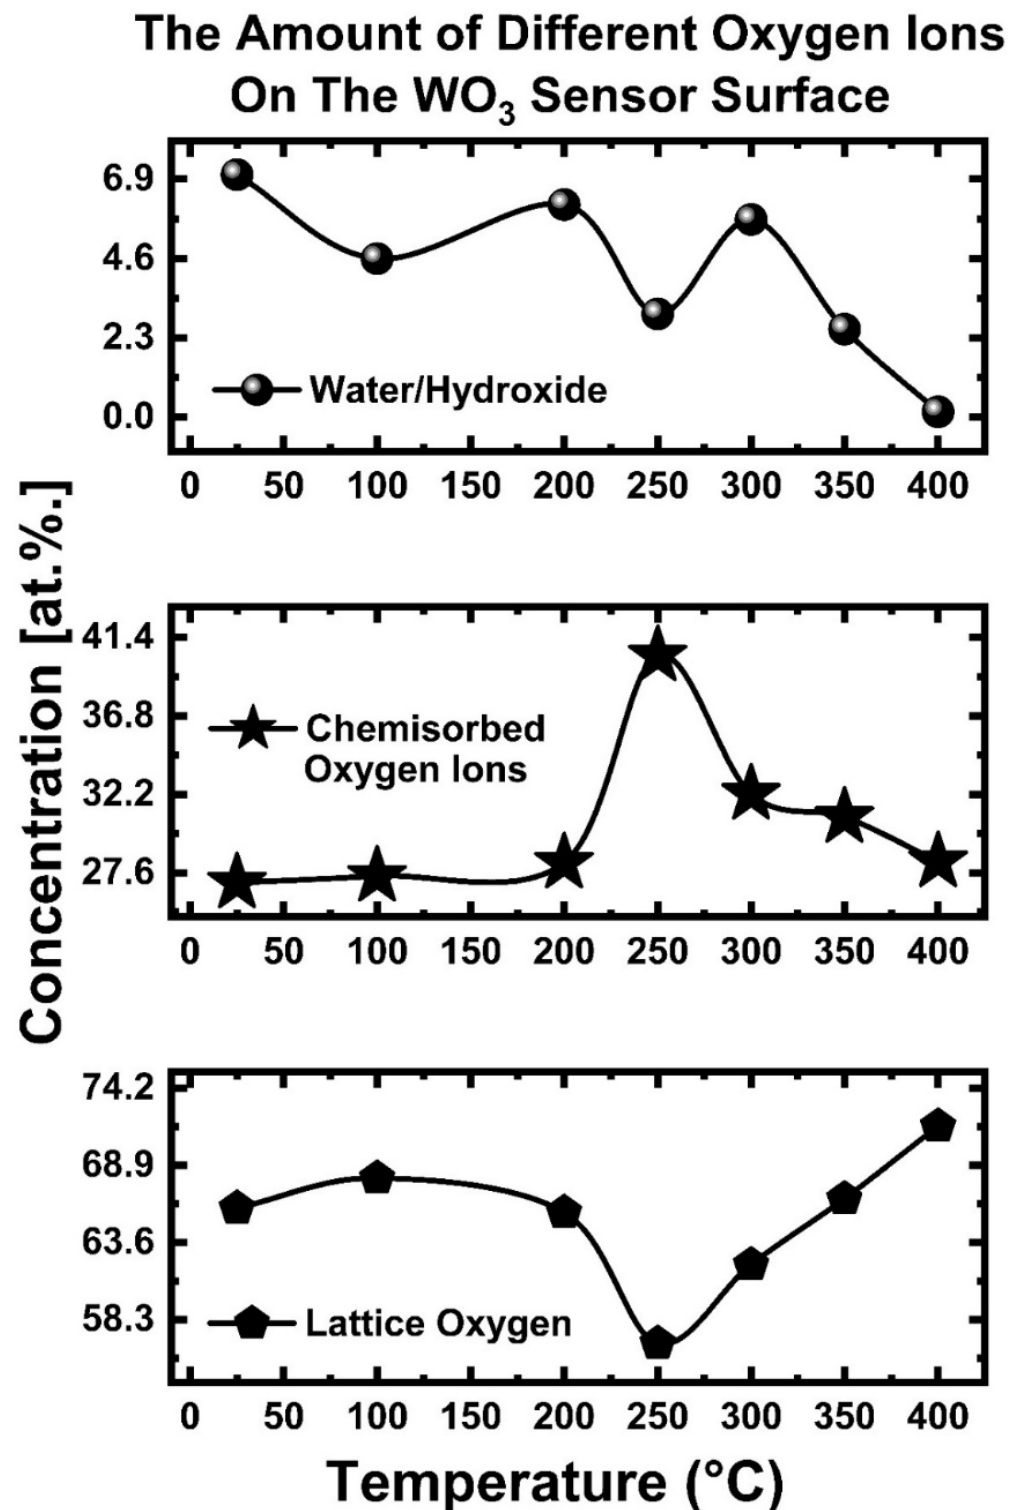 The Amount of Different Oxygen Ions
On The WO₃ Sensor Surface
6.9
4.6
2.3
0.0
Water/Hydroxide
0 50 100 150 200 250 300 350 400
Concentration [at.%.]
41.4
36.8
32.2
27.6
Chemisorbed
Oxygen Ions
0 50 100 150 200 250 300 350 400
74.2
68.9
63.6
58.3
Lattice Oxygen
0 50 100 150 200 250 300 350 400
Temperature (°C)